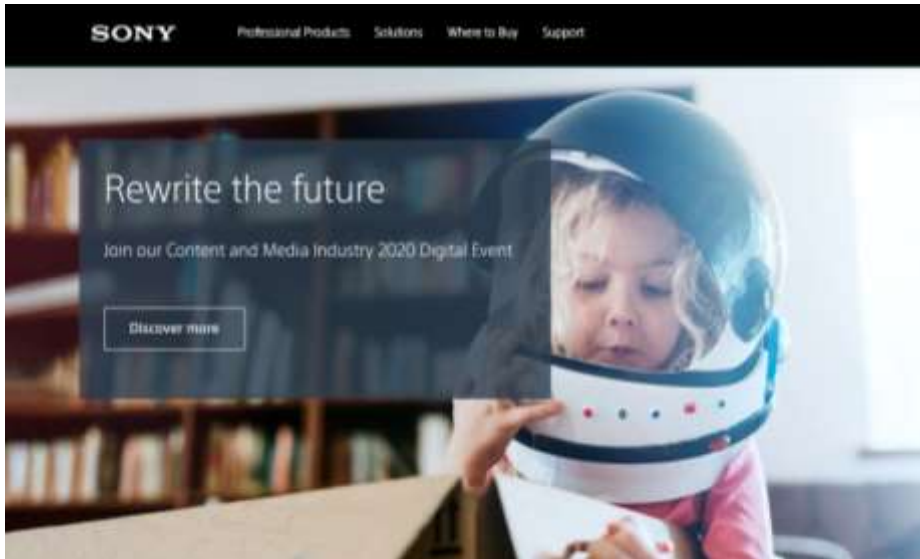 SONY
Professional Products Solutions Where to Buy Support
Rewrite the future
Join our Content and Media Industry 2020 Digital Event
Discover more